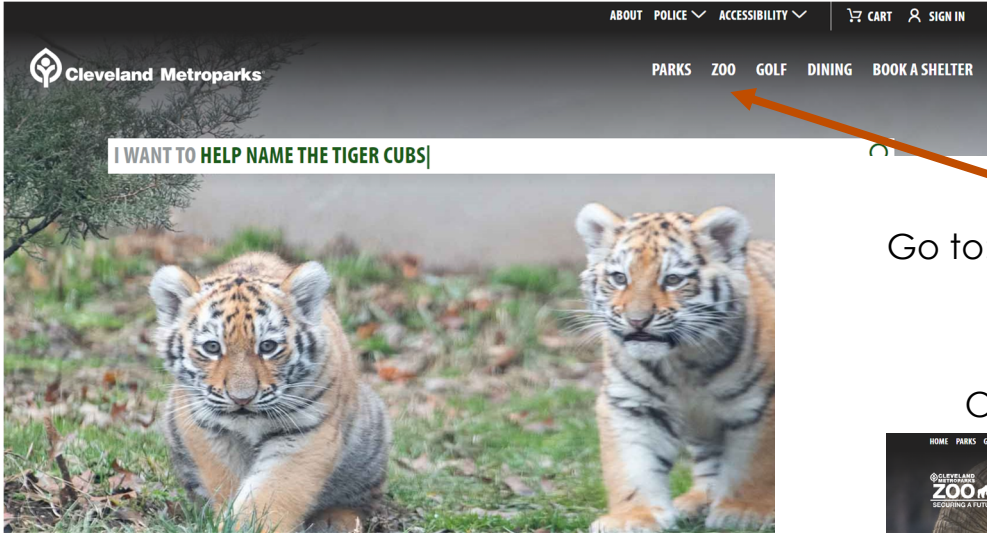 ABOUT POLICE ACCESSIBILITY CART SIGN IN
Cleveland Metroparks
PARKS ZOO GOLF DINING BOOK A SHELTER
I WANT TO HELP NAME THE TIGER CUBS|
Go to
HOME PARKS
CLEVELAND
METROPARKS
ZOO